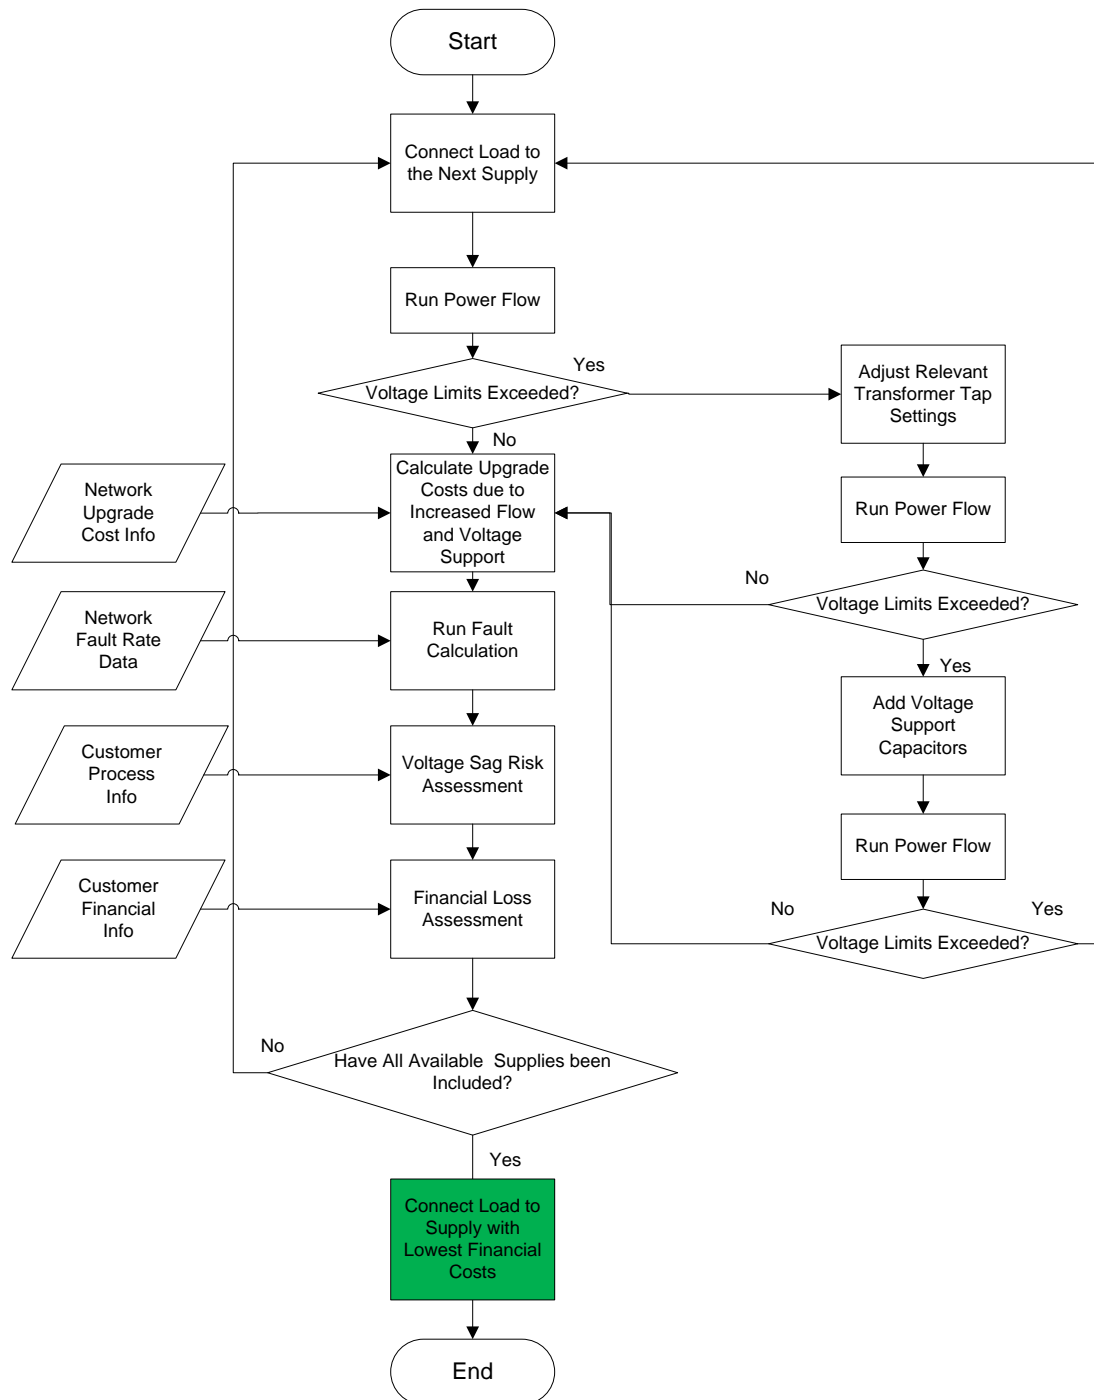 Start
Connect Load to
the Next Supply
Run Power Flow
Yes
Voltage Limits Exceeded?
No
Adjust Relevant
Transformer Tap
Settings
Network
Upgrade
Cost Info
Calculate Upgrade
Costs due to
Increased Flow
and Voltage
Support
Run Power Flow
No
Voltage Limits Exceeded?
Yes
Network
Fault Rate
Data
Run Fault
Calculation
Add Voltage
Support
Capacitors
Customer
Process
Info
Voltage Sag Risk
Assessment
Run Power Flow
Customer
Financial
Info
Financial Loss
Assessment
No
Yes
Voltage Limits Exceeded?
No
Have All Available  Supplies been
Included?
Yes
Connect Load to
Supply with
Lowest Financial
Costs
End